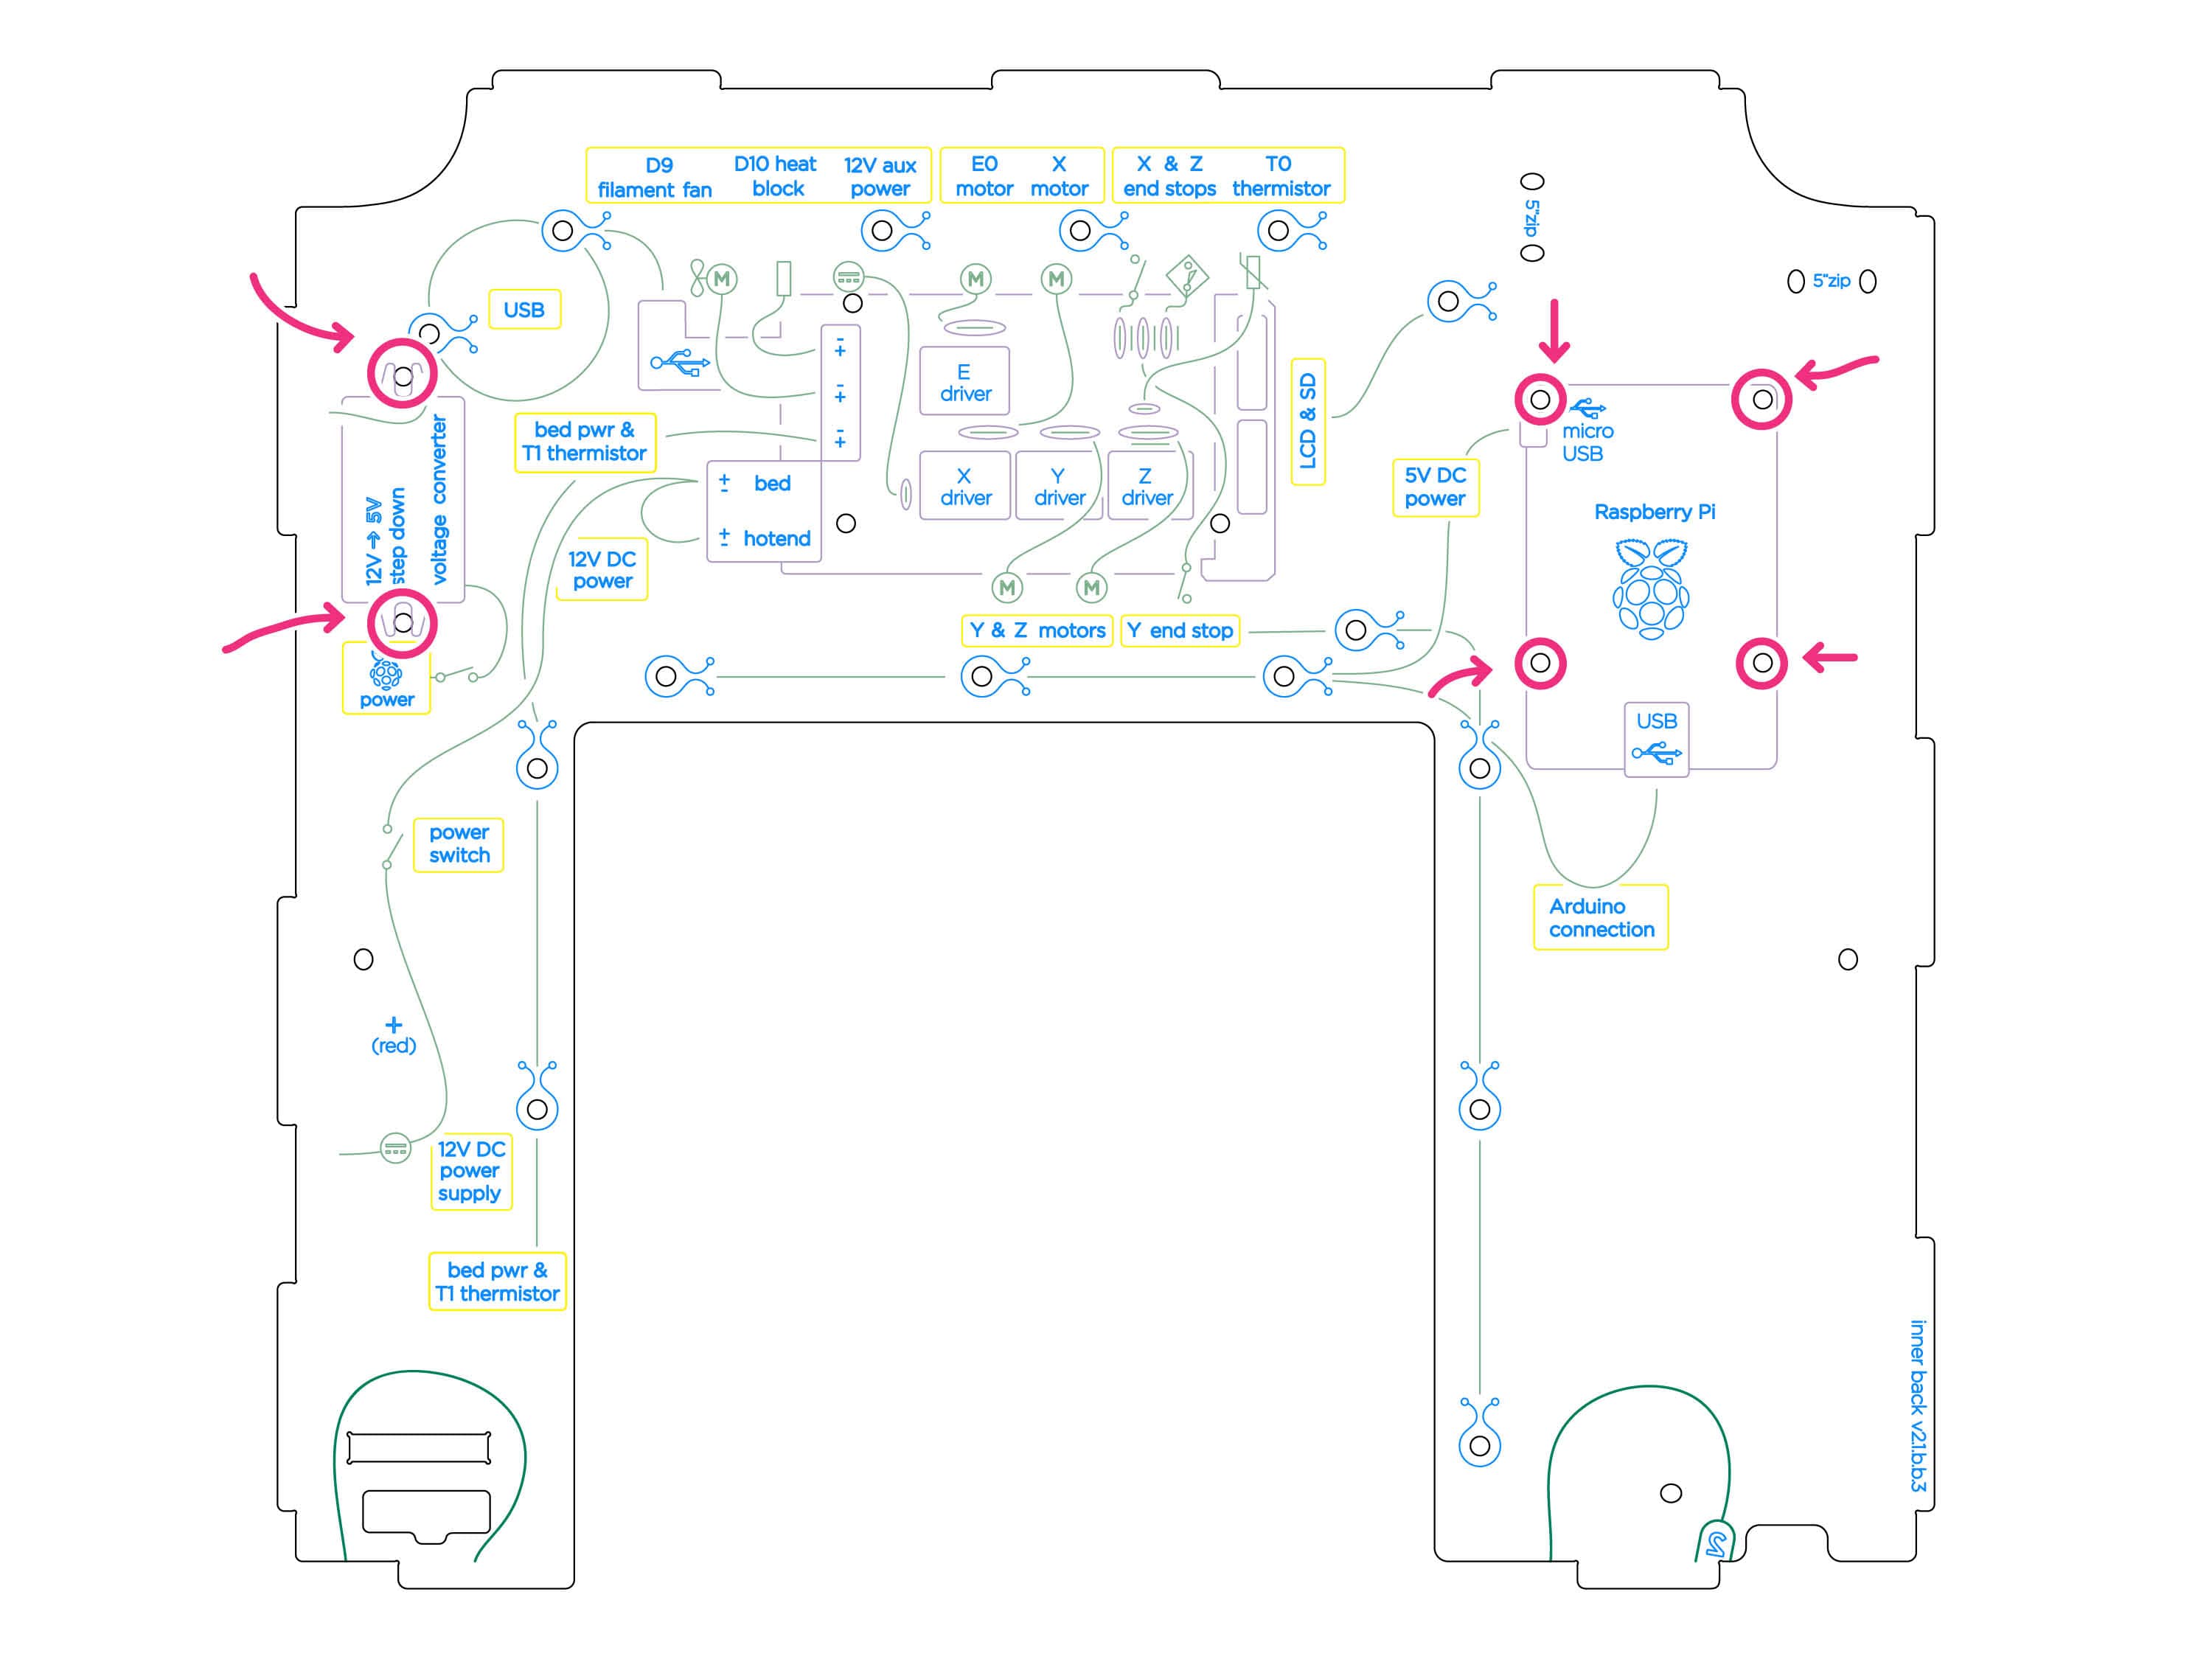 D9
filament fan
D10 heat
block
12V aux
power
E0
motor
X
motor
X & Z
end stops
T0
thermistor
5"zip
5"zip
USB
M
M
M
-
+
-
+
-
+
E
driver
LCD & SD
micro
USB
bed pwr &
T1 thermistor
12V → 5V
step down
voltage converter
+
-
bed
+
-
hotend
X
driver
Y
driver
Z
driver
5V DC
power
Raspberry Pi
12V DC
power
M
M
Y & Z motors
Y end stop
power
USB
power
switch
Arduino
connection
+
(red)
12V DC
power
supply
bed pwr &
T1 thermistor
inner back v2.1.b.b.3